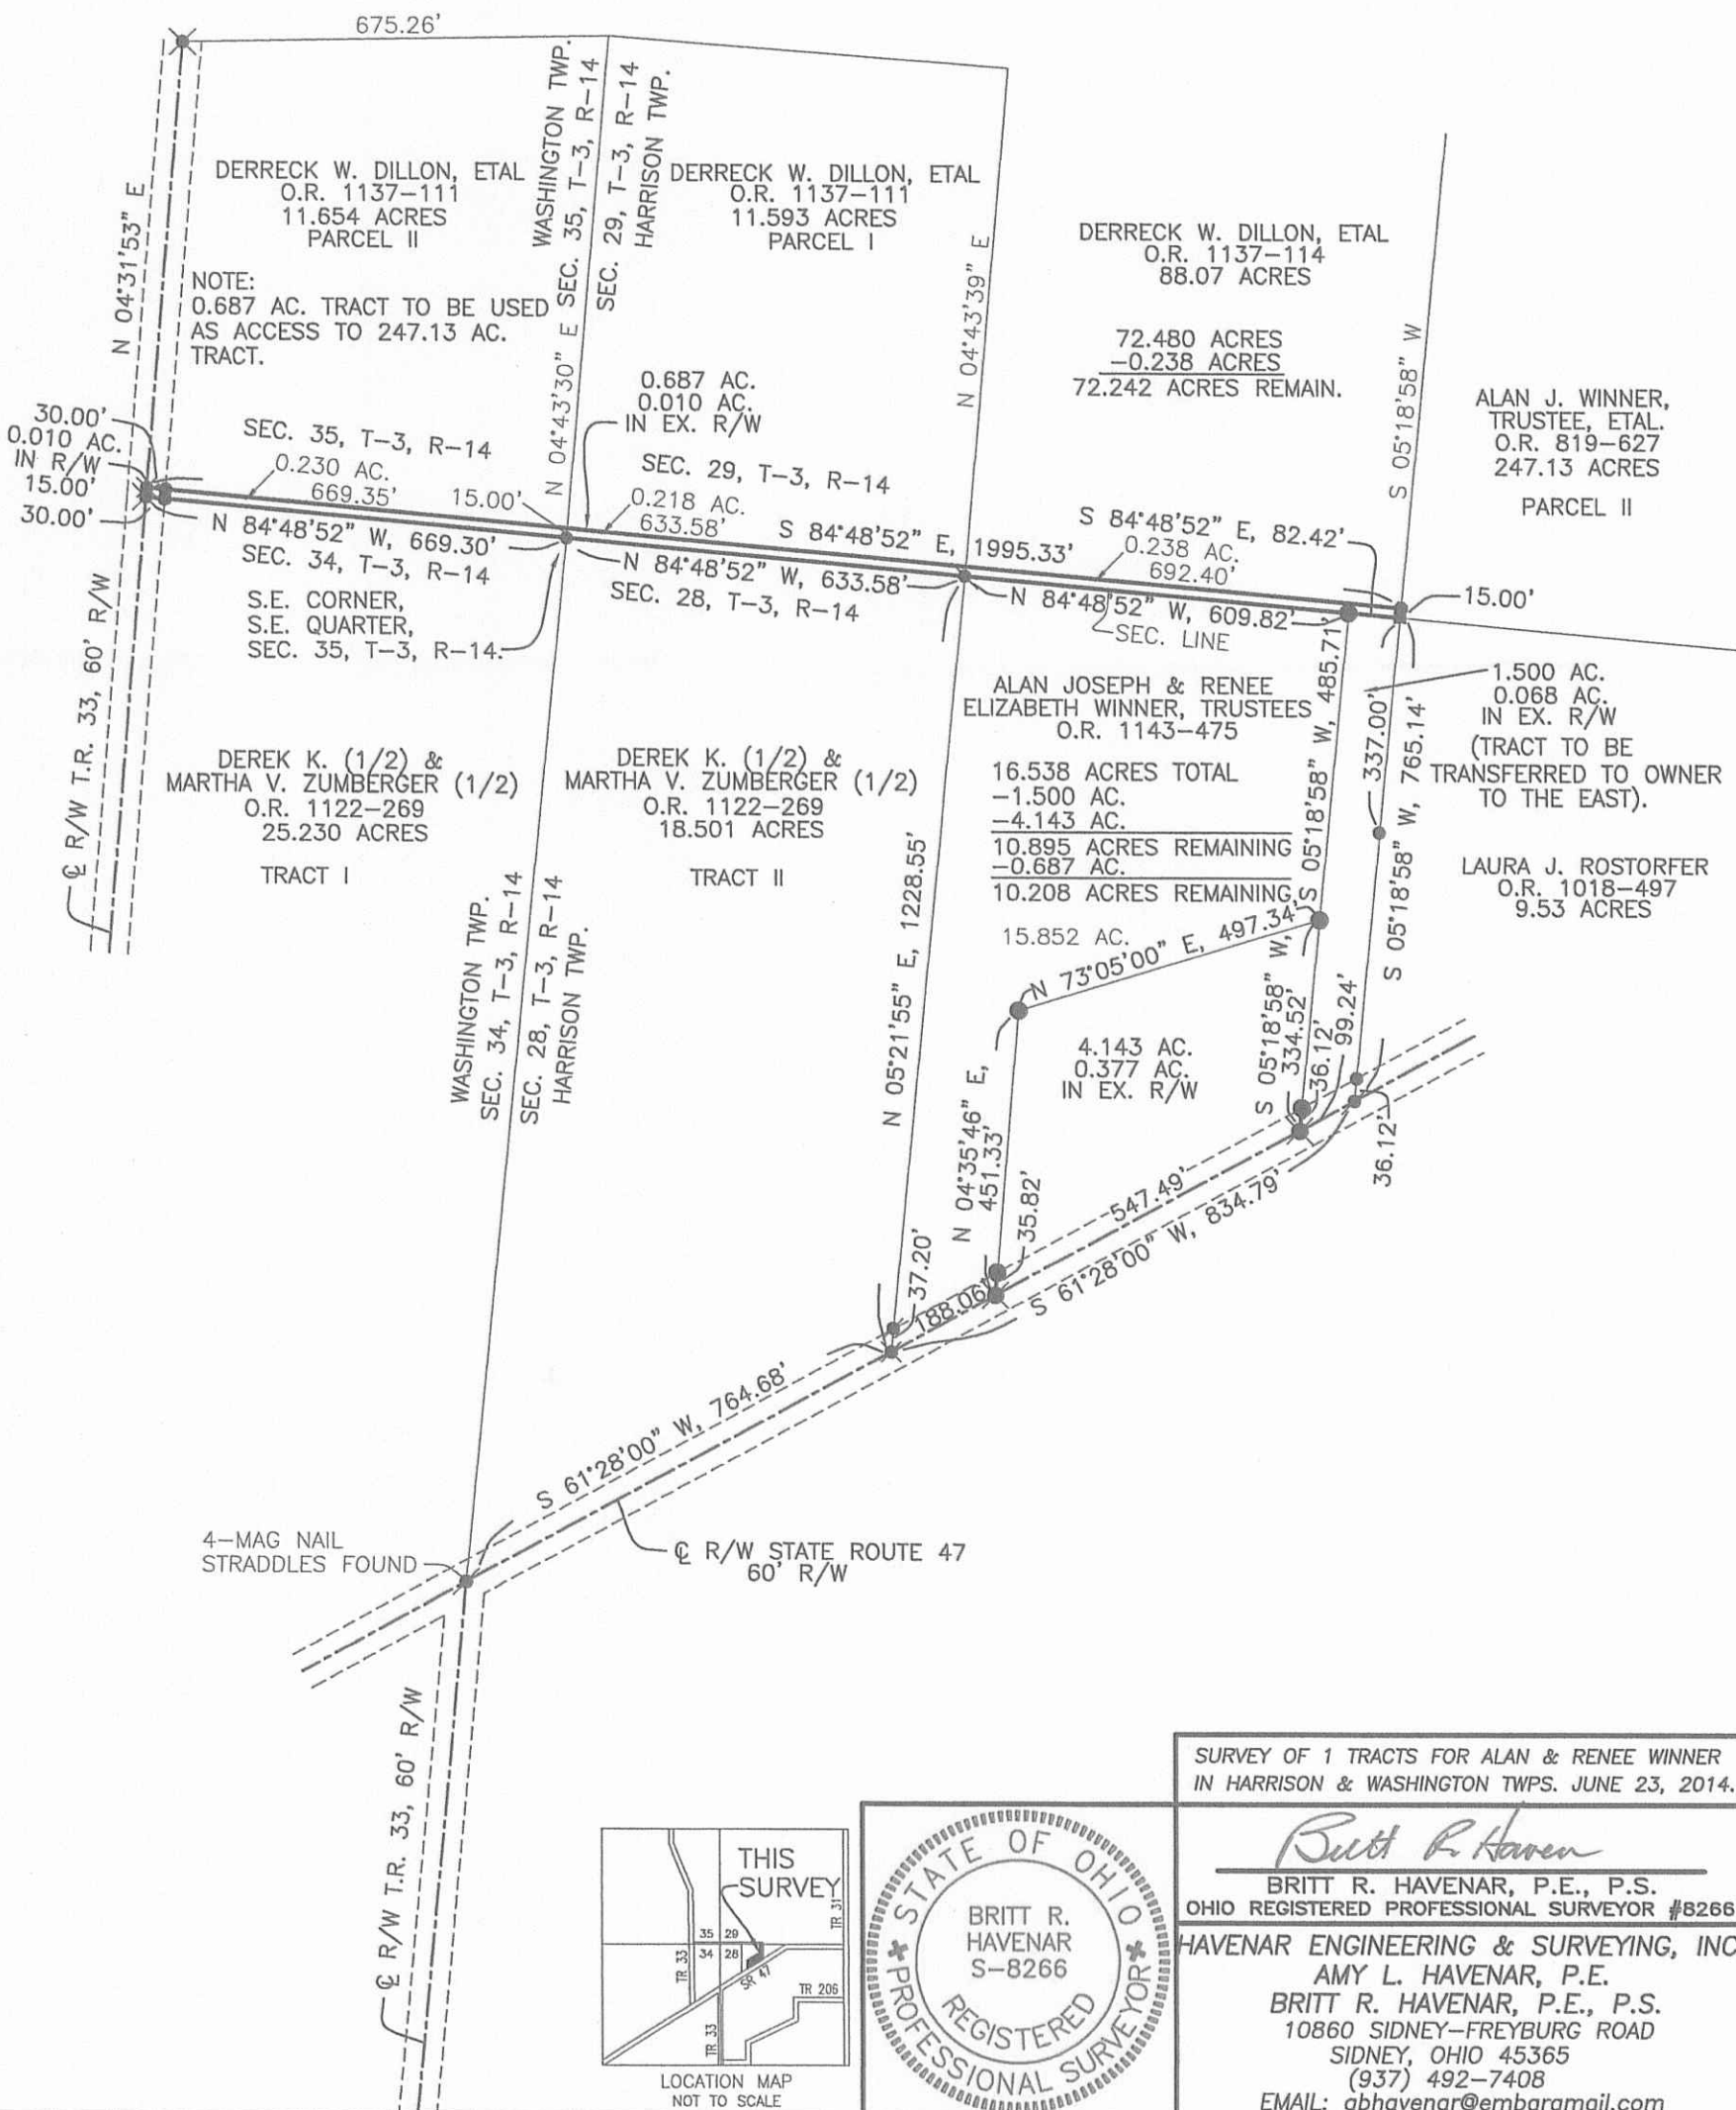 675.26'
N 04°31'53" E
DERRECK W. DILLON, ETAL
O.R. 1137-111
11.654 ACRES
PARCEL II
NOTE:
0.687 AC. TRACT TO BE USED
AS ACCESS TO 247.13 AC.
TRACT.
WASHINGTON TWP.
SEC. 35, T-3, R-14
SEC. 29, T-3, R-14
HARRISON TWP.
N 04°43'30" E
DERRECK W. DILLON, ETAL
O.R. 1137-111
11.593 ACRES
PARCEL I
N 04°43'39" E
DERRECK W. DILLON, ETAL
O.R. 1137-114
88.07 ACRES
72.480 ACRES
-0.238 ACRES
72.242 ACRES REMAIN.
S 05°18'58" W
ALAN J. WINNER,
TRUSTEE, ETAL.
O.R. 819-627
247.13 ACRES
PARCEL II
30.00'
0.010 AC.
IN R/W
15.00'
30.00'
SEC. 35, T-3, R-14
0.230 AC.
669.35'
15.00'
N 84°48'52" W, 669.30'
SEC. 34, T-3, R-14
S.E. CORNER,
S.E. QUARTER,
SEC. 35, T-3, R-14.
0.687 AC.
0.010 AC.
IN EX. R/W
SEC. 29, T-3, R-14
0.218 AC.
633.58'
S 84°48'52" E, 1995.33'
N 84°48'52" W, 633.58'
SEC. 28, T-3, R-14
S 84°48'52" E, 82.42'
0.238 AC.
692.40'
N 84°48'52" W, 609.82'
SEC. LINE
15.00'
℄ R/W T.R. 33, 60' R/W
DEREK K. (1/2) &
MARTHA V. ZUMBERGER (1/2)
O.R. 1122-269
25.230 ACRES
TRACT I
DEREK K. (1/2) &
MARTHA V. ZUMBERGER (1/2)
O.R. 1122-269
18.501 ACRES
TRACT II
ALAN JOSEPH & RENEE
ELIZABETH WINNER, TRUSTEES
O.R. 1143-475
16.538 ACRES TOTAL
-1.500 AC.
-4.143 AC.
10.895 ACRES REMAINING
-0.687 AC.
10.208 ACRES REMAINING
15.852 AC.
S 05°18'58" W, 485.71'
337.00'
S 05°18'58" W, 765.14'
1.500 AC.
0.068 AC.
IN EX. R/W
(TRACT TO BE
TRANSFERRED TO OWNER
TO THE EAST).
LAURA J. ROSTORFER
O.R. 1018-497
9.53 ACRES
WASHINGTON TWP.
SEC. 34, T-3, R-14
SEC. 28, T-3, R-14
HARRISON TWP.
N 05°21'55" E, 1228.55'
N 73°05'00" E, 497.34'
N 04°35'46" E,
451.33'
35.82'
4.143 AC.
0.377 AC.
IN EX. R/W
S 05°18'58" W,
334.52'
36.12'
99.24'
36.12'
37.20'
188.06'
547.49'
S 61°28'00" W, 834.79'
S 61°28'00" W, 764.68'
4-MAG NAIL
STRADDLES FOUND
℄ R/W STATE ROUTE 47
60' R/W
℄ R/W T.R. 33, 60' R/W
THIS
SURVEY
35
29
34
28
TR 33
TR 31
SR 47
TR 206
TR 33
LOCATION MAP
NOT TO SCALE
STATE OF OHIO
BRITT R.
HAVENAR
S-8266
REGISTERED
PROFESSIONAL SURVEYOR
SURVEY OF 1 TRACTS FOR ALAN & RENEE WINNER
IN HARRISON & WASHINGTON TWPS. JUNE 23, 2014.
BRITT R. HAVENAR, P.E., P.S.
OHIO REGISTERED PROFESSIONAL SURVEYOR #8266
HAVENAR ENGINEERING & SURVEYING, INC
AMY L. HAVENAR, P.E.
BRITT R. HAVENAR, P.E., P.S.
10860 SIDNEY-FREYBURG ROAD
SIDNEY, OHIO 45365
(937) 492-7408
EMAIL: abhavenar@embarqmail.com